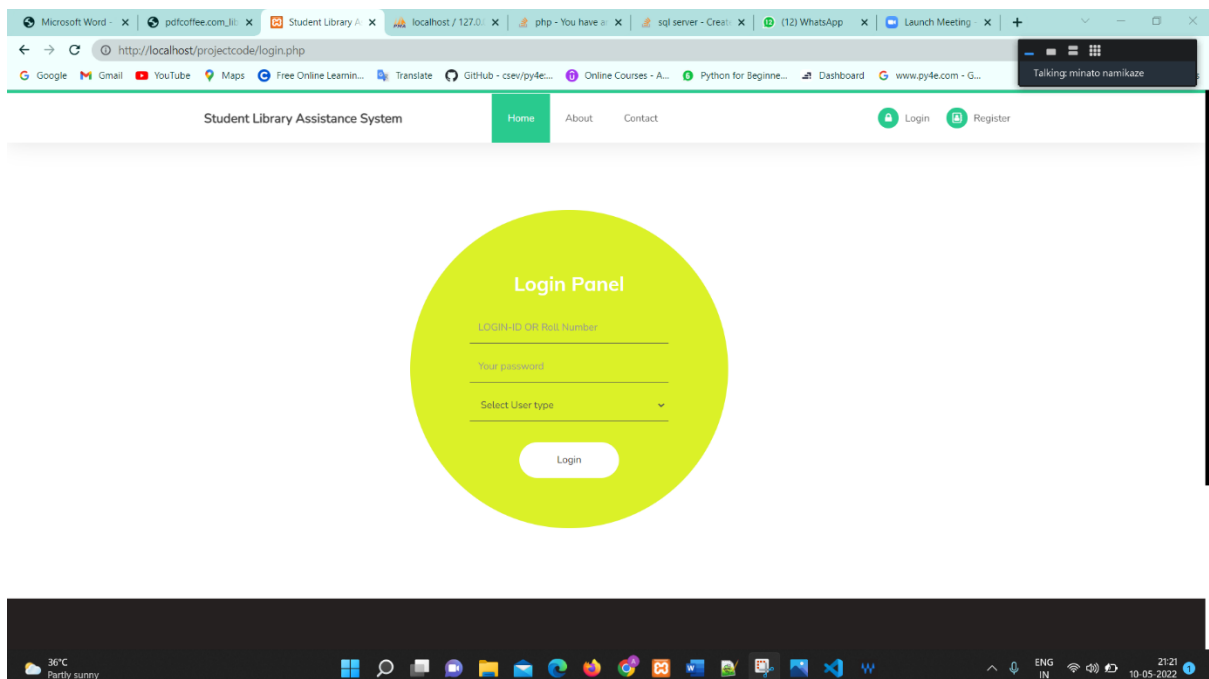 Microsoft Word -
pdfcoffee.com_lib
Student Library A
localhost / 127.0.
php - You have an
sql server - Create
(12) WhatsApp
Launch Meeting -
http://localhost/projectcode/login.php
Google
Gmail
YouTube
Maps
Free Online Learnin...
Translate
GitHub - csev/py4e:...
Online Courses - A...
Python for Beginne...
Dashboard
www.py4e.com - G...
Talking: minato namikaze
Student Library Assistance System
Home
About
Contact
Login
Register
Login Panel
LOGIN-ID OR Roll Number
Your password
Select User type
Login
36°C
Partly sunny
ENG
IN
21:21
10-05-2022
1